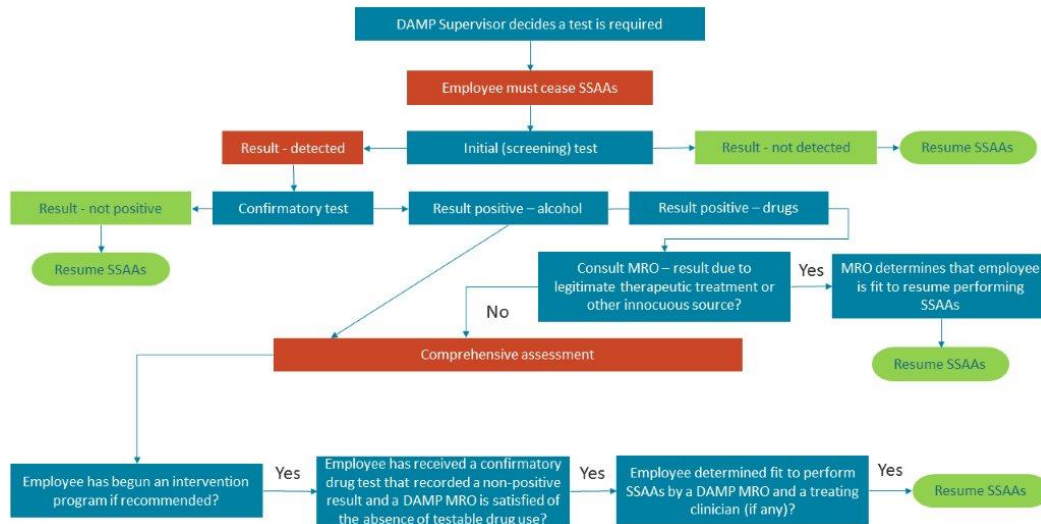 DAMP Supervisor decides a test is required
Employee must cease SSAAs
Result - detected
Initial (screening) test
Result - not detected
Resume SSAAs
Result - not positive
Confirmatory test
Result positive – alcohol
Result positive – drugs
Resume SSAAs
Consult MRO – result due to
legitimate therapeutic treatment or
other innocuous source?
Yes
MRO determines that employee
is fit to resume performing
SSAAs
No
Comprehensive assessment
Resume SSAAs
Employee has begun an intervention
program if recommended?
Yes
Employee has received a confirmatory
drug test that recorded a non-positive
result and a DAMP MRO is satisfied of
the absence of testable drug use?
Yes
Employee determined fit to perform
SSAAs by a DAMP MRO and a treating
clinician (if any)?
Yes
Resume SSAAs